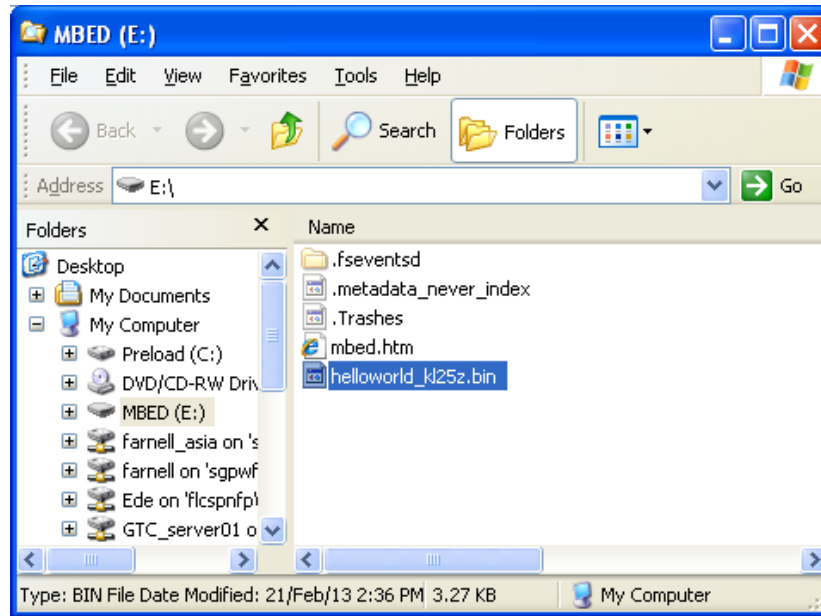 MBED (E:)
File Edit View Favorites Tools Help
Back Search Folders
Address E:\ Go
Folders X Name
Desktop
My Documents
My Computer
Preload (C:)
DVD/CD-RW Driv
MBED (E:)
farnell_asia on 's
farnell on 'sgpwf
Ede on 'flcspnfp\
GTC_server01 o
.fseventsd
.metadata_never_index
.Trashes
mbed.htm
helloworld_kl25z.bin
Type: BIN File Date Modified: 21/Feb/13 2:36 PM 3.27 KB My Computer